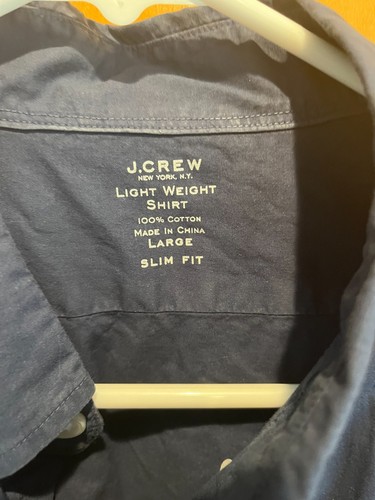 J.CREW
NEW YORK, N.Y.
LIGHT WEIGHT
SHIRT
100% COTTON
MADE IN CHINA
LARGE
SLIM FIT